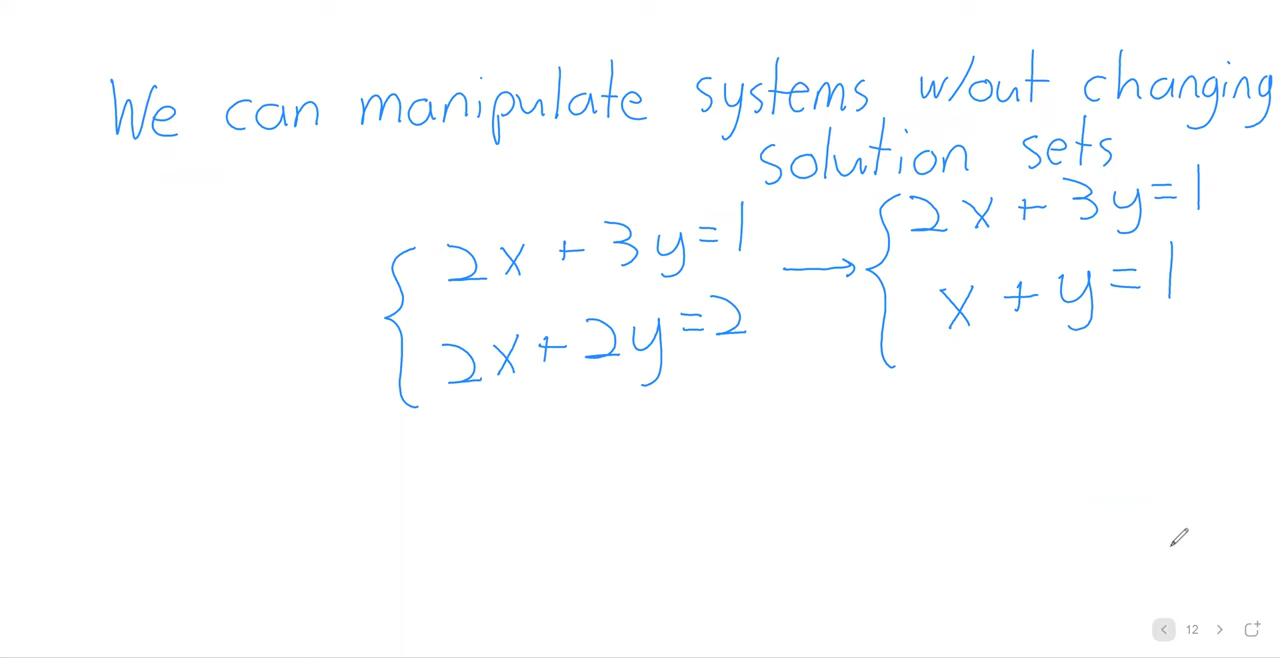 We can manipulate systems w/out changing
solution sets
{ 2x + 3y = 1 → { 2x + 3y = 1
2x + 2y = 2 x + y = 1
12